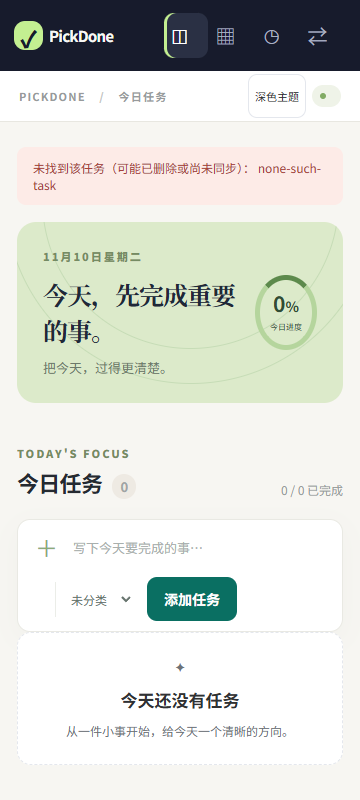 PickDone
PICKDONE / 今日任务
深色主题
未找到该任务（可能已删除或尚未同步）： none-such-
task
11月10日星期二
今天，先完成重要
的事。
把今天，过得更清楚。
0%
今日进度
TODAY'S FOCUS
今日任务 0
0 / 0 已完成
写下今天要完成的事…
未分类
添加任务
今天还没有任务
从一件小事开始，给今天一个清晰的方向。